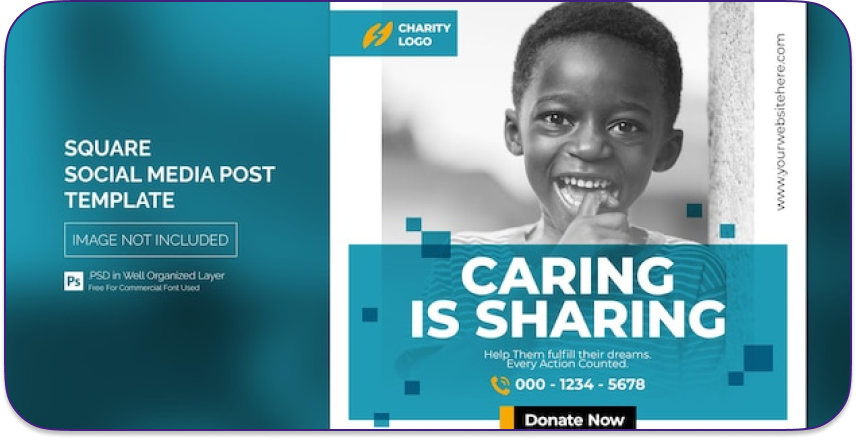 SQUARE
SOCIAL MEDIA POST
TEMPLATE
IMAGE NOT INCLUDED
Ps
.PSD in Well Organized Layer
Free For Commercial Font Used
CHARITY
LOGO
www.yourwebsitehere.com
CARING
IS SHARING
Help Them fulfill their dreams.
Every Action Counted.
000 - 1234 - 5678
Donate Now